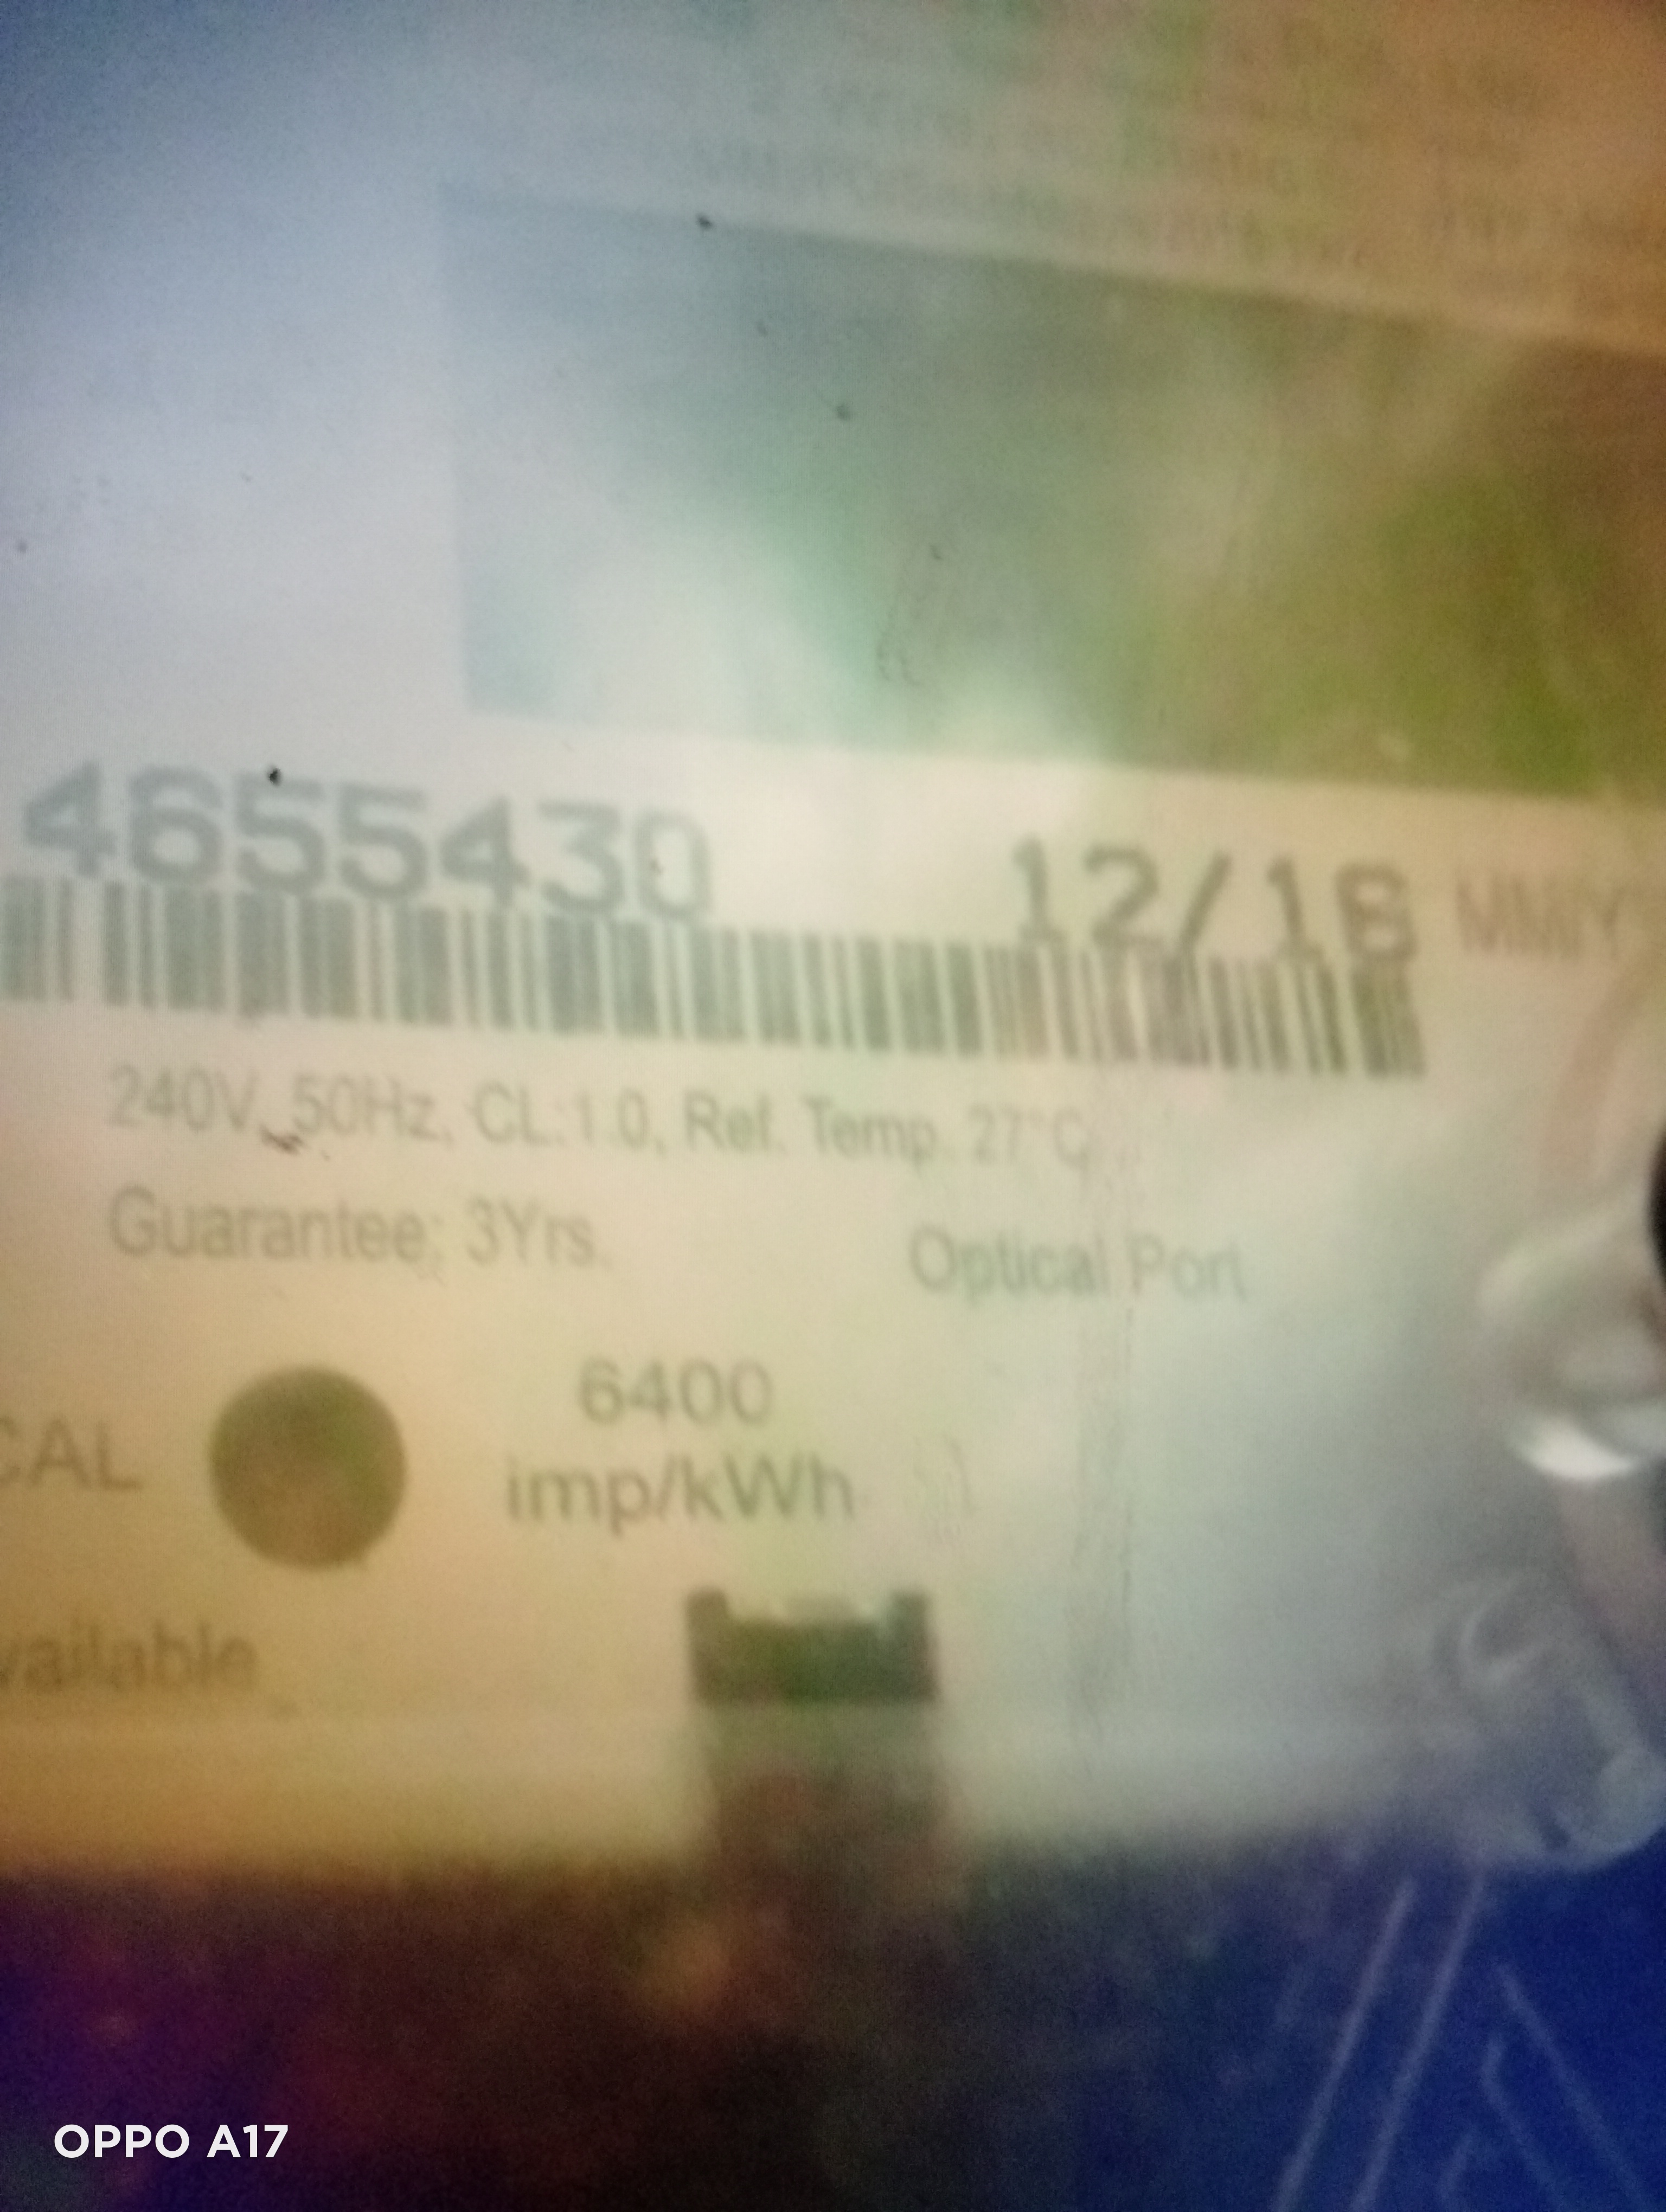 4655430 12/18 MM/Y
240V, 50Hz, CL:1.0, Ref. Temp. 27°C
Guarantee: 3Yrs. Optical Port
6400
CAL imp/kWh
vailable
OPPO A17